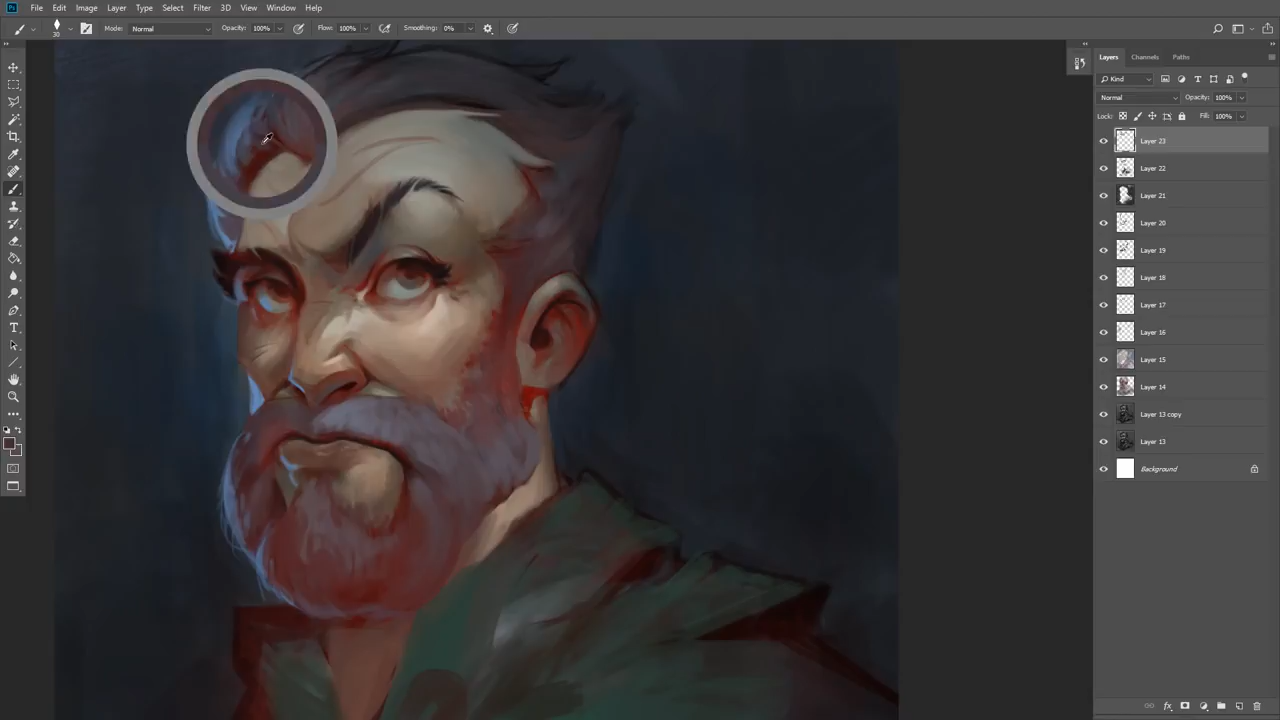 Ps File Edit Image Layer Type Select Filter 3D View Window Help
30 Mode: Normal Opacity: 100% Flow: 100% Smoothing: 0%
Layers Channels Paths
Kind
Normal Opacity: 100%
Lock: Fill: 100%
Layer 23
Layer 22
Layer 21
Layer 20
Layer 19
Layer 18
Layer 17
Layer 16
Layer 15
Layer 14
Layer 13 copy
Layer 13
Background